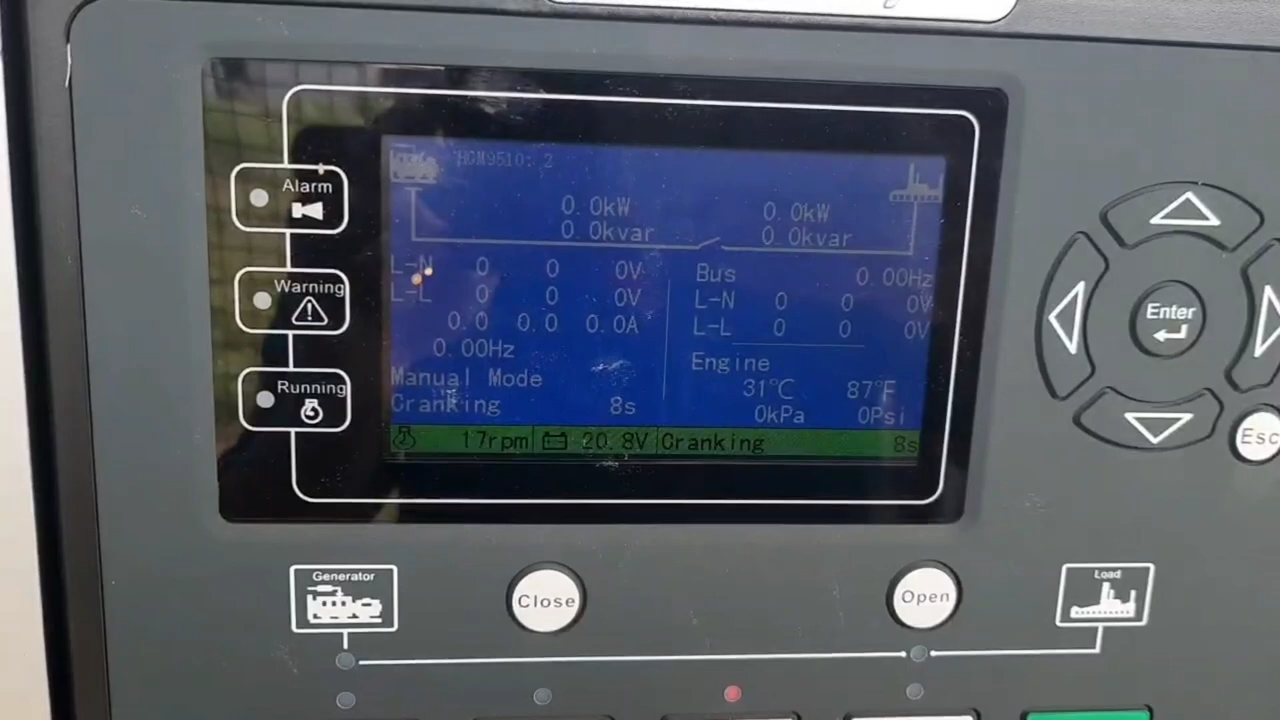 HGM9510: 2
0.0kW
0.0kvar
0.0kW
0.0kvar
L-N 0 0 0V
L-L 0 0 0V
0.0 0.0 0.0A
0.00Hz
Manual Mode
Cranking 8s
Bus 0.00Hz
L-N 0 0 0V
L-L 0 0 0V
Engine
31°C 87°F
0kPa 0Psi
17rpm 20.8V Cranking 8s
Alarm
Warning
Running
Enter
Esc
Generator
Close
Open
Load